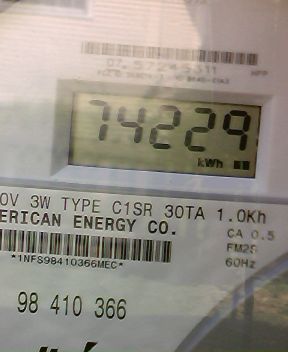 74229
kWh
0V 3W TYPE C1SR 30TA 1.0Kh
ERICAN ENERGY CO.
CA 0.5
FM2S
60Hz
*1NFS98410366MEC*
98 410 366